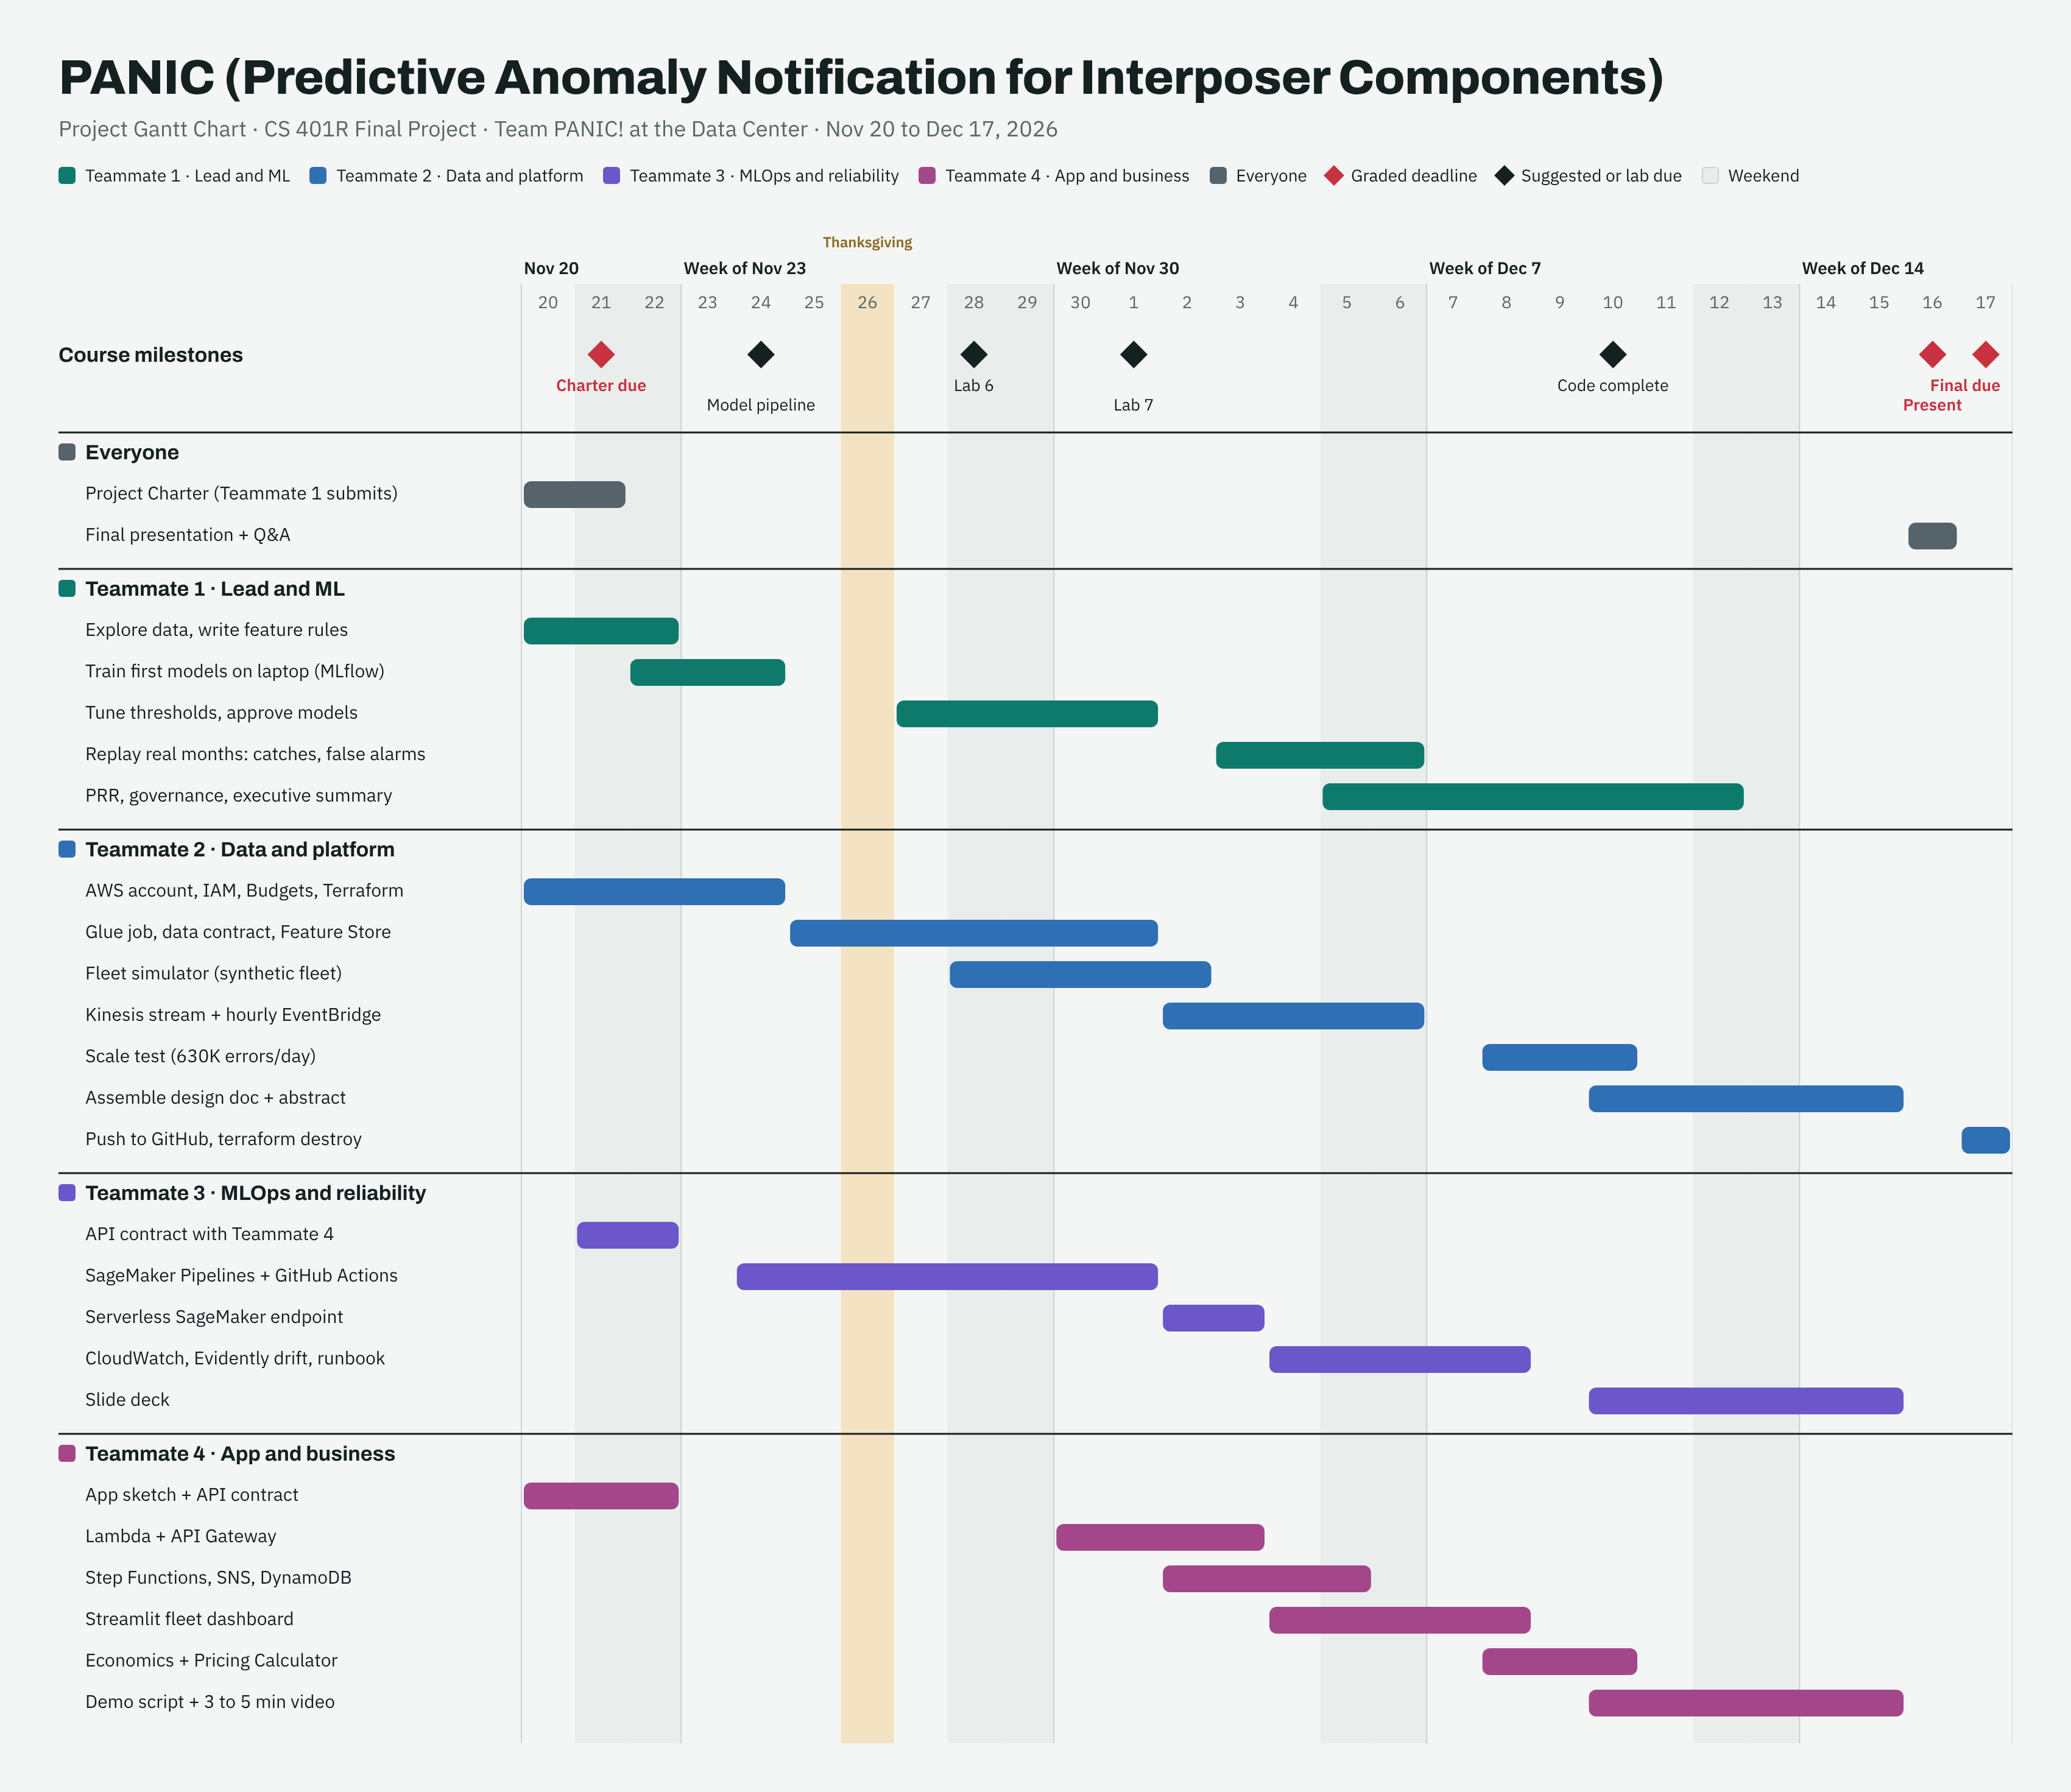 PANIC (Predictive Anomaly Notification for Interposer Components)
Project Gantt Chart · CS 401R Final Project · Team PANIC! at the Data Center · Nov 20 to Dec 17, 2026
Teammate 1 · Lead and ML Teammate 2 · Data and platform Teammate 3 · MLOps and reliability Teammate 4 · App and business Everyone Graded deadline Suggested or lab due Weekend
Thanksgiving
Nov 20 Week of Nov 23 Week of Nov 30 Week of Dec 7 Week of Dec 14
20 21 22 23 24 25 26 27 28 29 30 1 2 3 4 5 6 7 8 9 10 11 12 13 14 15 16 17
Course milestones
Charter due Lab 6 Code complete Final due
Model pipeline Lab 7 Present
Everyone
Project Charter (Teammate 1 submits)
Final presentation + Q&A
Teammate 1 · Lead and ML
Explore data, write feature rules
Train first models on laptop (MLflow)
Tune thresholds, approve models
Replay real months: catches, false alarms
PRR, governance, executive summary
Teammate 2 · Data and platform
AWS account, IAM, Budgets, Terraform
Glue job, data contract, Feature Store
Fleet simulator (synthetic fleet)
Kinesis stream + hourly EventBridge
Scale test (630K errors/day)
Assemble design doc + abstract
Push to GitHub, terraform destroy
Teammate 3 · MLOps and reliability
API contract with Teammate 4
SageMaker Pipelines + GitHub Actions
Serverless SageMaker endpoint
CloudWatch, Evidently drift, runbook
Slide deck
Teammate 4 · App and business
App sketch + API contract
Lambda + API Gateway
Step Functions, SNS, DynamoDB
Streamlit fleet dashboard
Economics + Pricing Calculator
Demo script + 3 to 5 min video